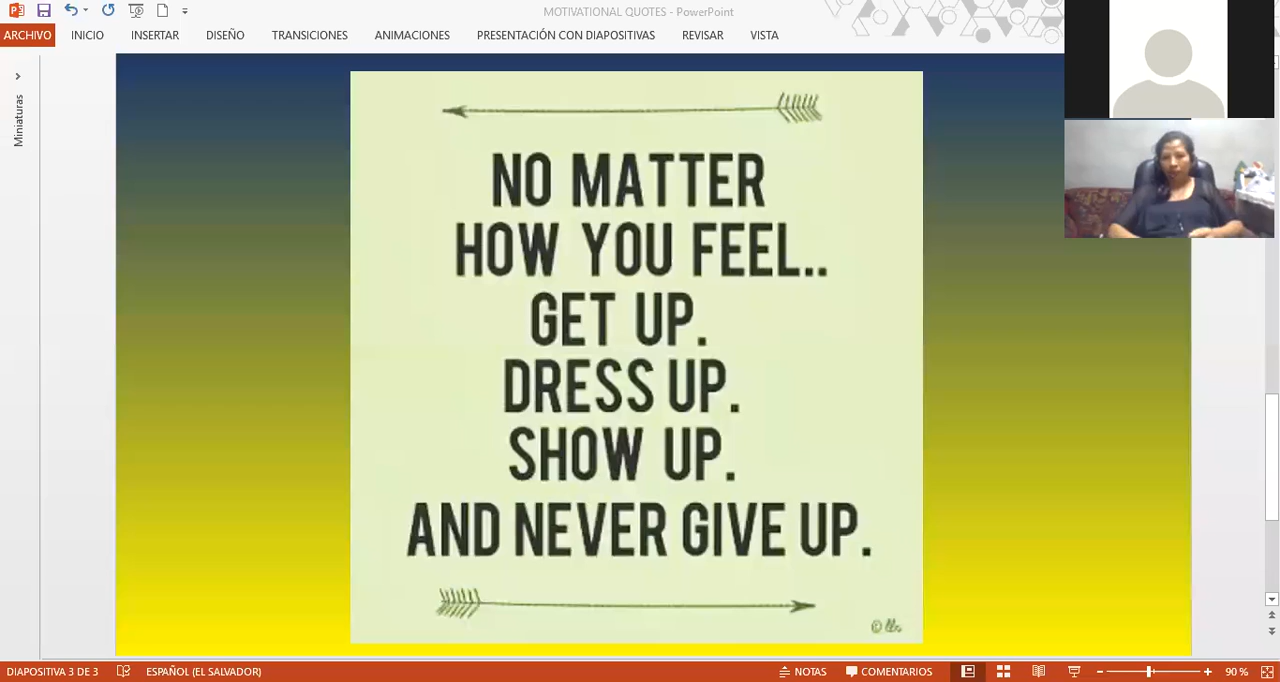 MOTIVATIONAL QUOTES - PowerPoint
ARCHIVO INICIO INSERTAR DISEÑO TRANSICIONES ANIMACIONES PRESENTACIÓN CON DIAPOSITIVAS REVISAR VISTA
Miniaturas
NO MATTER
HOW YOU FEEL..
GET UP.
DRESS UP.
SHOW UP.
AND NEVER GIVE UP.
DIAPOSITIVA 3 DE 3 ESPAÑOL (EL SALVADOR) NOTAS COMENTARIOS 90 %